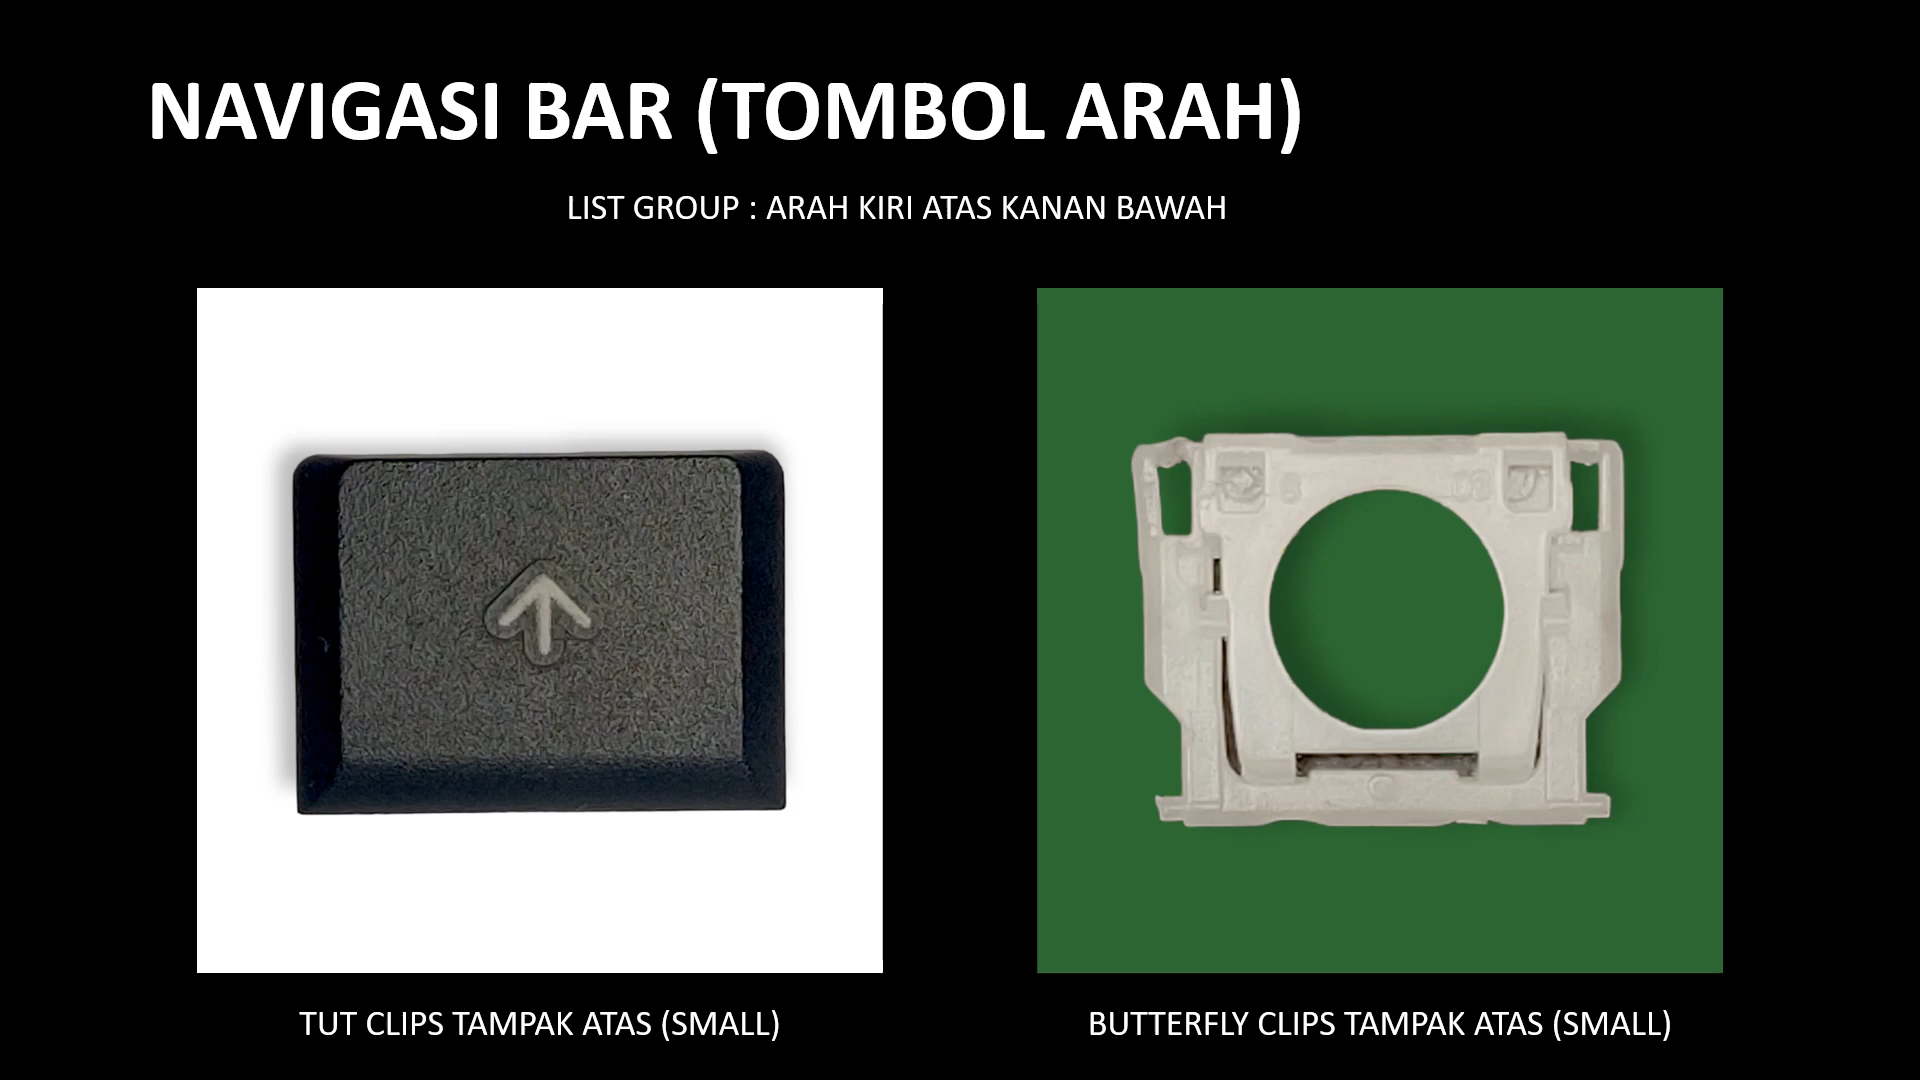 NAVIGASI BAR (TOMBOL ARAH)
LIST GROUP : ARAH KIRI ATAS KANAN BAWAH
TUT CLIPS TAMPAK ATAS (SMALL)
BUTTERFLY CLIPS TAMPAK ATAS (SMALL)